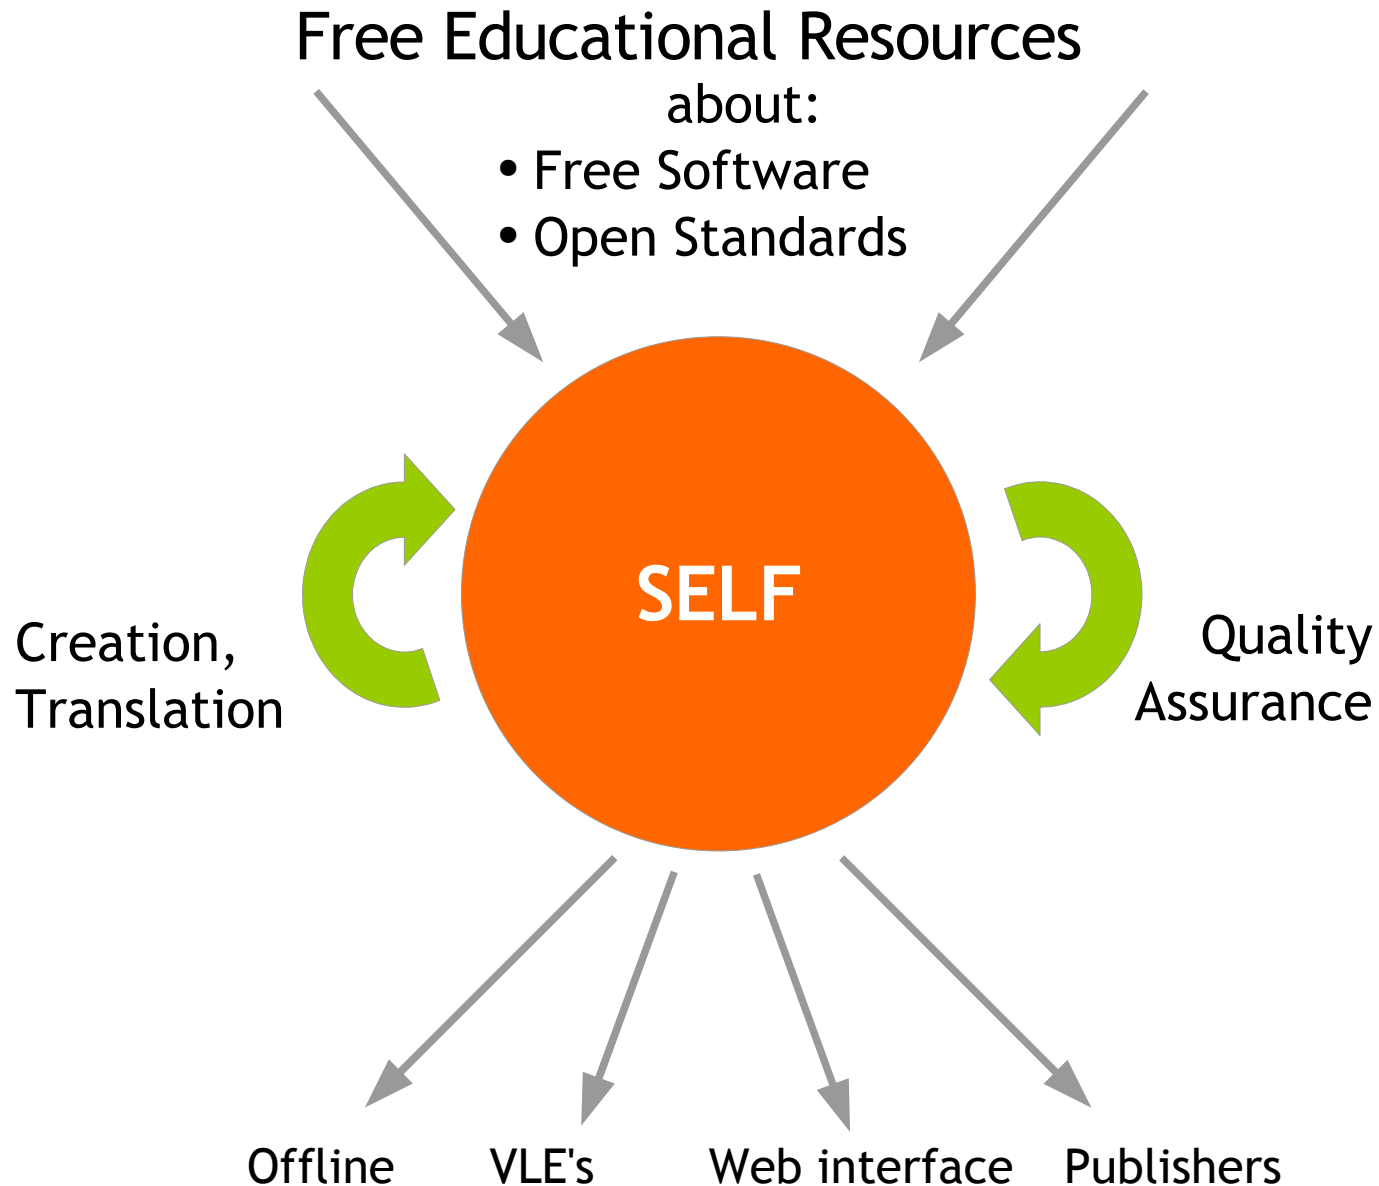 Free Educational Resources
about:
• Free Software
• Open Standards
SELF
Creation,
Translation
Quality
Assurance
Offline
VLE's
Web interface
Publishers